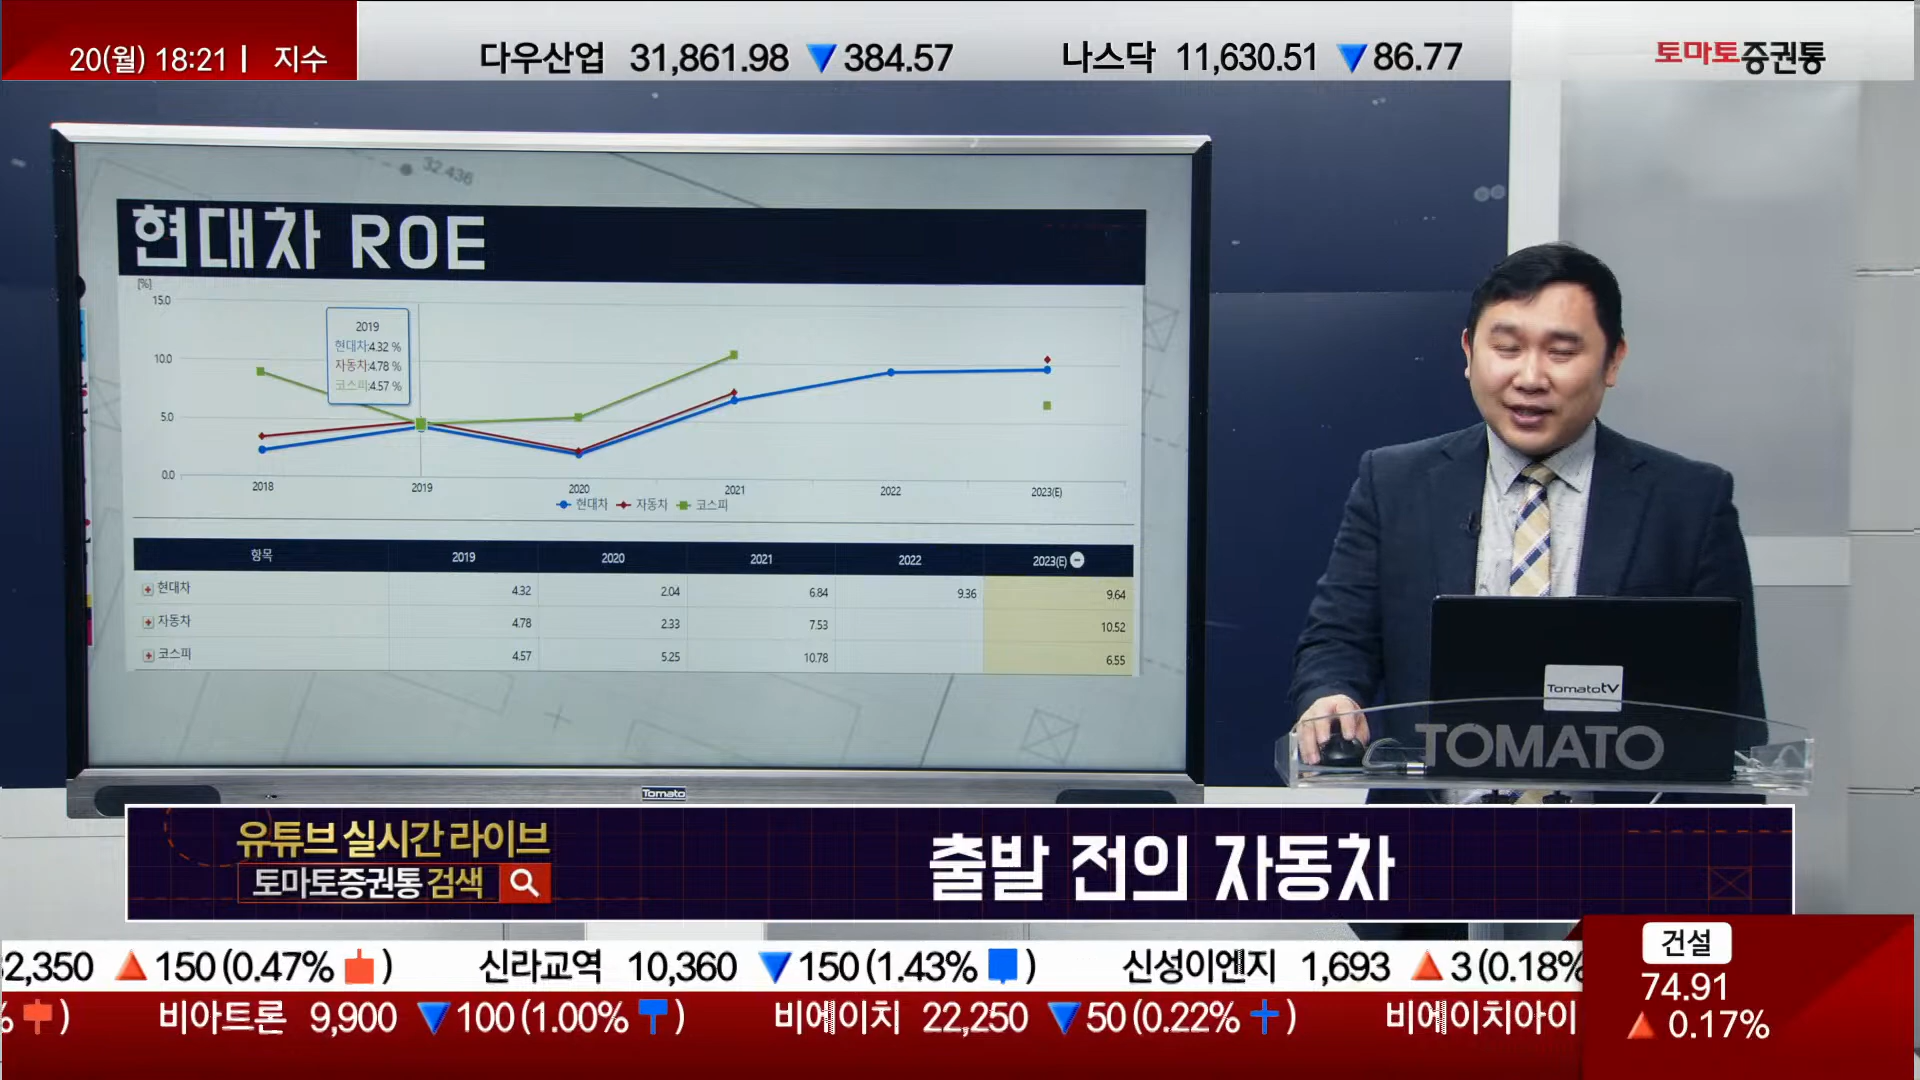 20(월) 18:21 | 지수
다우산업 31,861.98 ▼384.57
나스닥 11,630.51 ▼86.77
토마토증권통
32.436
현대차 ROE
[%]
15.0
10.0
5.0
0.0
2019
현대차:4.32 %
자동차:4.78 %
코스피:4.57 %
2018 2019 2020 2021 2022 2023(E)
현대차 자동차 코스피
항목 2019 2020 2021 2022 2023(E)
현대차 4.32 2.04 6.84 9.36 9.64
자동차 4.78 2.33 7.53 10.52
코스피 4.57 5.25 10.78 6.55
Tomato
TomatotV
TOMATO
유튜브 실시간 라이브
토마토증권통 검색
출발 전의 자동차
2,350 ▲150(0.47% ) 신라교역 10,360 ▼150(1.43% ) 신성이엔지 1,693 ▲3(0.18%
% ) 비아트론 9,900 ▼100(1.00% ) 비에이치 22,250 ▼50(0.22% ) 비에이치아이
건설
74.91
▲ 0.17%